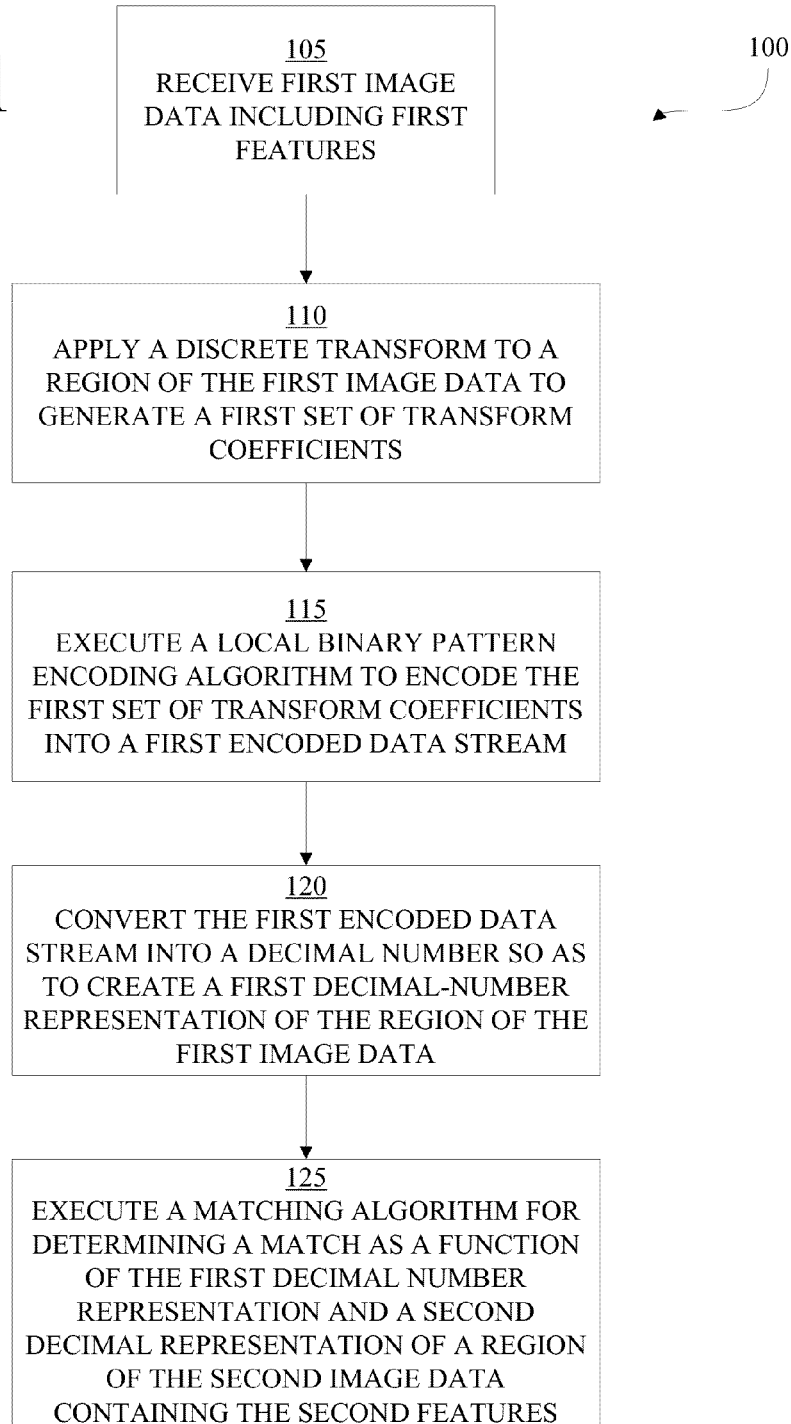 100
105
RECEIVE FIRST IMAGE
DATA INCLUDING FIRST
FEATURES
110
APPLY A DISCRETE TRANSFORM TO A
REGION OF THE FIRST IMAGE DATA TO
GENERATE A FIRST SET OF TRANSFORM
COEFFICIENTS
115
EXECUTE A LOCAL BINARY PATTERN
ENCODING ALGORITHM TO ENCODE THE
FIRST SET OF TRANSFORM COEFFICIENTS
INTO A FIRST ENCODED DATA STREAM
120
CONVERT THE FIRST ENCODED DATA
STREAM INTO A DECIMAL NUMBER SO AS
TO CREATE A FIRST DECIMAL-NUMBER
REPRESENTATION OF THE REGION OF THE
FIRST IMAGE DATA
125
EXECUTE A MATCHING ALGORITHM FOR
DETERMINING A MATCH AS A FUNCTION
OF THE FIRST DECIMAL NUMBER
REPRESENTATION AND A SECOND
DECIMAL REPRESENTATION OF A REGION
OF THE SECOND IMAGE DATA
CONTAINING THE SECOND FEATURES